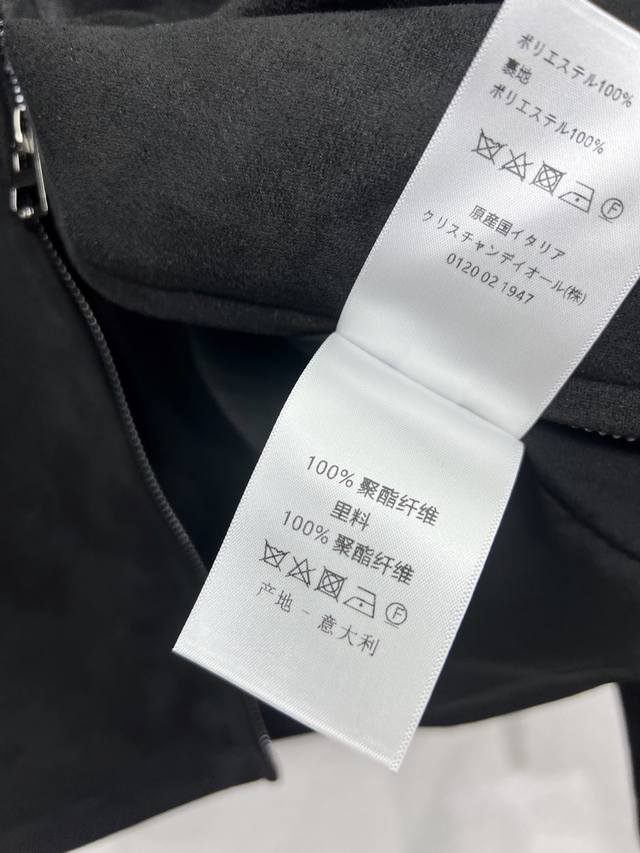 ポリエステル100%
裏地
ポリエステル100%
F
原産国イタリア
クリスチャンデイオール(株)
0120 02 1947
100% 聚酯纤维
里料
100% 聚酯纤维
F
产地 - 意大利